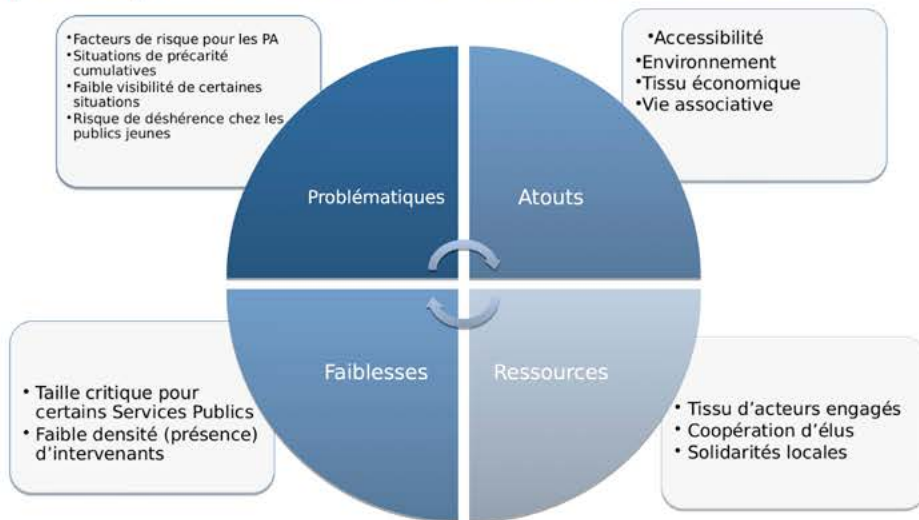 •Facteurs de risque pour les PA
•Situations de précarité
cumulatives
•Faible visibilité de certaines
situations
•Risque de déshérence chez les
publics jeunes
•Accessibilité
•Environnement
•Tissu économique
•Vie associative
Problématiques
Atouts
Faiblesses
Ressources
• Taille critique pour
certains Services Publics
• Faible densité (présence)
d'intervenants
• Tissu d'acteurs engagés
• Coopération d'élus
• Solidarités locales